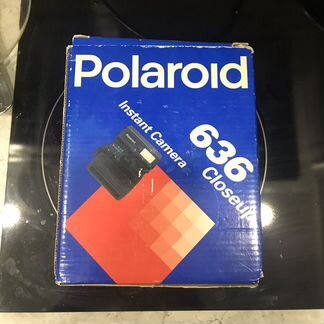 Polaroid
Instant Camera
636
Closeup